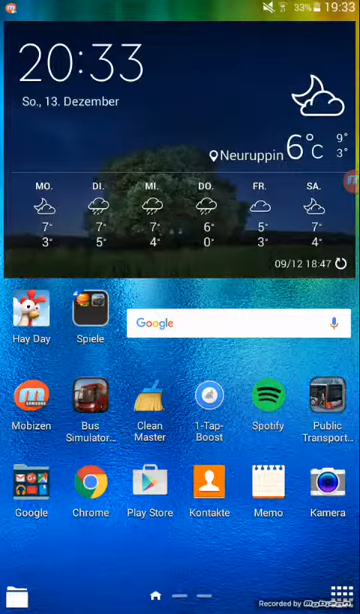 33% 19:33
20:33
So., 13. Dezember
Neuruppin 6°C 9° 3°
MO. DI. MI. DO. FR. SA.
7° 7° 7° 6° 5° 7°
3° 5° 4° 0° 3° 4°
09/12 18:47
Google
Hay Day Spiele
Mobizen Bus Simulator... Clean Master 1-Tap-Boost Spotify Public Transport...
Google Chrome Play Store Kontakte Memo Kamera
Recorded by mobizen